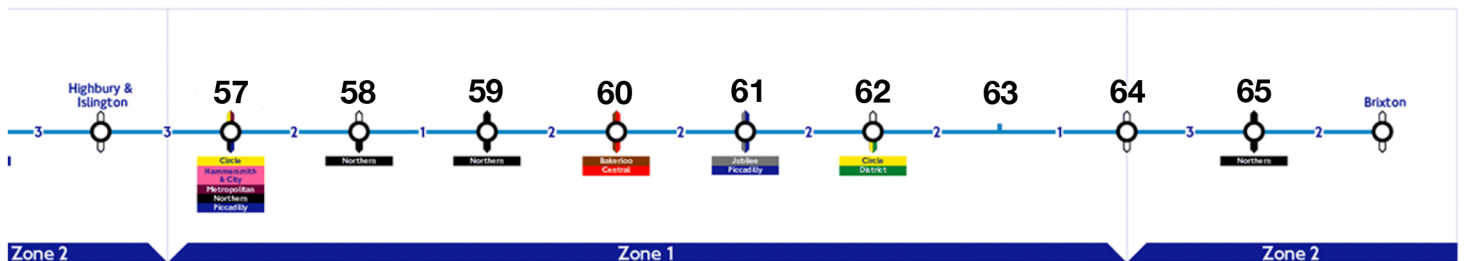 Highbury &
Islington
57
58
59
60
61
62
63
64
65
Brixton
3
3
2
1
2
2
2
2
1
3
2
Circle
Hammersmith
& City
Metropolitan
Northern
Piccadilly
Northern
Northern
Bakerloo
Central
Jubilee
Piccadilly
Circle
District
Northern
Zone 2
Zone 1
Zone 2